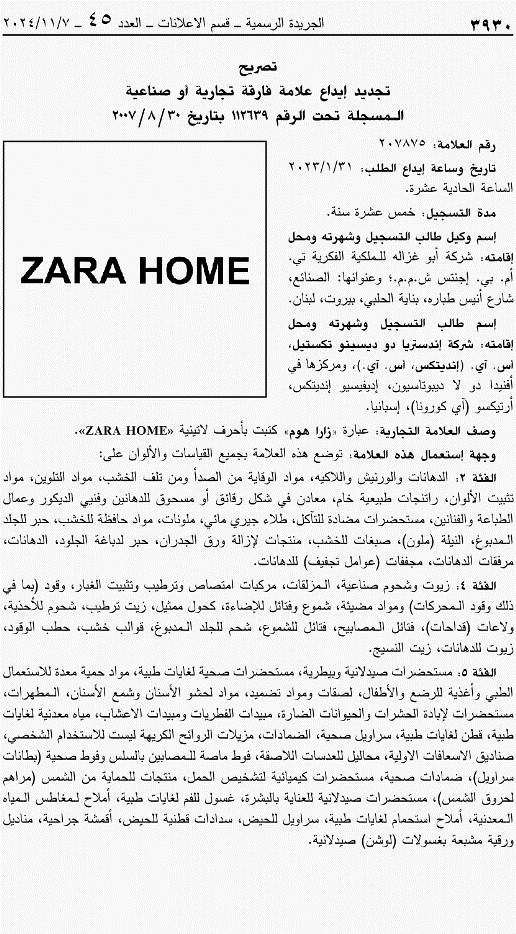 ٣٩٣٠ الجريدة الرسمية ــ قسم الاعلانات ــ العدد ٤٥ ــ ٢٠٢٤/١١/٧
تصريح
تجديد إيداع علامة فارقة تجارية أو صناعية
المسجلة تحت الرقم ١١٢٦٣٩ بتاريخ ٢٠٠٧/٨/٣٠
رقم العلامة: ٢٠٧٨٧٥
تاريخ وساعة إيداع الطلب: ٢٠٢٣/١/٣١
الساعة الحادية عشرة.
مدة التسجيل: خمس عشرة سنة.
إسم وكيل طالب التسجيل وشهرته ومحل
إقامته: شركة أبو غزاله للملكية الفكرية تي.
أم. بي. إجنتس ش.م.م.؛ وعنوانها: الصنائع،
شارع أنيس طباره، بناية الحلبي، بيروت، لبنان.
إسم طالب التسجيل وشهرته ومحل
إقامته: شركة إندستريا دو ديسينو تكستيل،
أس. آي. (إنديتكس، أس. آي.)، ومركزها في
أفنيدا دو لا ديبوتاسيون، إديفيسيو إنديتكس،
أرتيكسو (آي كورونا)، إسبانيا.
ZARA HOME
وصف العلامة التجارية: عبارة «زارا هوم» كتبت بأحرف لاتينية «ZARA HOME».
وجهة إستعمال هذه العلامة: توضع هذه العلامة بجميع القياسات والألوان على:
الفئة ٢: الدهانات والورنيش واللاكيه، مواد الوقاية من الصدأ ومن تلف الخشب، مواد التلوين، مواد
تثبيت الألوان، راتنجات طبيعية خام، معادن في شكل رقائق أو مسحوق للدهانين وفنيي الديكور وعمال
الطباعة والفنانين، مستحضرات مضادة للتآكل، طلاء جيري مائي، ملونات، مواد حافظة للخشب، حبر للجلد
المدبوغ، النيلة (ملون)، صبغات للخشب، منتجات لإزالة ورق الجدران، حبر لدباغة الجلود، الدهانات،
مرققات الدهانات، مجففات (عوامل تجفيف) للدهانات.
الفئة ٤: زيوت وشحوم صناعية، المزلقات، مركبات امتصاص وترطيب وتثبيت الغبار، وقود (بما في
ذلك وقود المحركات) ومواد مضيئة، شموع وفتائل للإضاءة، كحول ممثيل، زيت ترطيب، شحوم للأحذية،
ولاعات (قداحات)، فتائل المصابيح، فتائل للشموع، شحم للجلد المدبوغ، قوالب خشب، حطب الوقود،
زيوت للدهانات، زيت النسيج.
الفئة ٥: مستحضرات صيدلانية وبيطرية، مستحضرات صحية لغايات طبية، مواد حمية معدة للاستعمال
الطبي وأغذية للرضع والأطفال، لصقات ومواد تضميد، مواد لحشو الأسنان وشمع الأسنان، المطهرات،
مستحضرات لإبادة الحشرات والحيوانات الضارة، مبيدات الفطريات ومبيدات الاعشاب، مياه معدنية لغايات
طبية، قطن لغايات طبية، سراويل صحية، الضمادات، مزيلات الروائح الكريهة ليست للاستخدام الشخصي،
صناديق الاسعافات الاولية، محاليل للعدسات اللاصقة، فوط ماصة للمصابين بالسلس وفوط صحية (بطانات
سراويل)، ضمادات صحية، مستحضرات كيميائية لتشخيص الحمل، منتجات للحماية من الشمس (مراهم
لحروق الشمس)، مستحضرات صيدلانية للعناية بالبشرة، غسول للفم لغايات طبية، أملاح لمغاطس المياه
المعدنية، أملاح استحمام لغايات طبية، سراويل للحيض، سدادات قطنية للحيض، أقمشة جراحية، مناديل
ورقية مشبعة بغسولات (لوشن) صيدلانية.